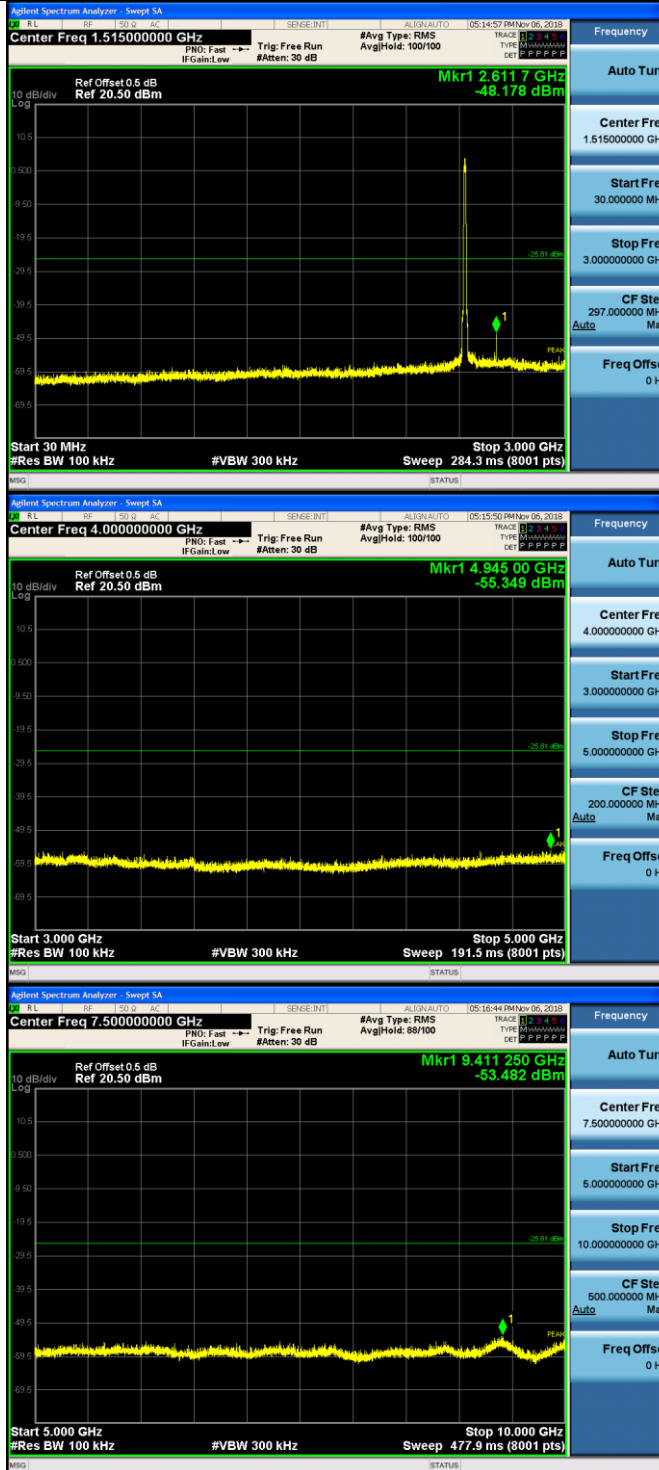 Agilent Spectrum Analyzer - Swept SA
RL RF 50 Ω AC SENSE:INT ALIGNAUTO 05:14:57 PM Nov 06, 2018
Center Freq 1.515000000 GHz
PNO: Fast Trig: Free Run #Avg Type: RMS TRACE 1 2 3 4 5 6
IFGain:Low #Atten: 30 dB Avg|Hold: 100/100 TYPE M
DET P P P P P P
Frequency
Auto Tun
Ref Offset 0.5 dB
Ref 20.50 dBm
Mkr1 2.611 7 GHz
-48.178 dBm
10 dB/div
Log
10.5
0.500
-9.50
-19.5
-25.81 dBm
-29.5
-39.5
1
-49.5
PEAK
-59.5
-69.5
Center Fre
1.515000000 GH
Start Fre
30.000000 MH
Stop Fre
3.000000000 GH
CF Ste
297.000000 MH
Auto Ma
Freq Offse
0 H
Start 30 MHz Stop 3.000 GHz
#Res BW 100 kHz #VBW 300 kHz Sweep 284.3 ms (8001 pts)
MSG STATUS
Agilent Spectrum Analyzer - Swept SA
RL RF 50 Ω AC SENSE:INT ALIGNAUTO 05:15:50 PM Nov 06, 2018
Center Freq 4.000000000 GHz
PNO: Fast Trig: Free Run #Avg Type: RMS TRACE 1 2 3 4 5 6
IFGain:Low #Atten: 30 dB Avg|Hold: 100/100 TYPE M
DET P P P P P P
Frequency
Auto Tun
Ref Offset 0.5 dB
Ref 20.50 dBm
Mkr1 4.945 00 GHz
-55.349 dBm
10 dB/div
Log
10.5
0.500
-9.50
-19.5
-25.81 dBm
-29.5
-39.5
-49.5
1
-59.5
-69.5
Center Fre
4.000000000 GH
Start Fre
3.000000000 GH
Stop Fre
5.000000000 GH
CF Ste
200.000000 MH
Auto Ma
Freq Offse
0 H
Start 3.000 GHz Stop 5.000 GHz
#Res BW 100 kHz #VBW 300 kHz Sweep 191.5 ms (8001 pts)
MSG STATUS
Agilent Spectrum Analyzer - Swept SA
RL RF 50 Ω AC SENSE:INT ALIGNAUTO 05:16:44 PM Nov 06, 2018
Center Freq 7.500000000 GHz
PNO: Fast Trig: Free Run #Avg Type: RMS TRACE 1 2 3 4 5 6
IFGain:Low #Atten: 30 dB Avg|Hold: 88/100 TYPE M
DET P P P P P P
Frequency
Auto Tun
Ref Offset 0.5 dB
Ref 20.50 dBm
Mkr1 9.411 250 GHz
-53.482 dBm
10 dB/div
Log
10.5
0.500
-9.50
-19.5
-25.81 dBm
-29.5
-39.5
-49.5
1
PEAK
-59.5
-69.5
Center Fre
7.500000000 GH
Start Fre
5.000000000 GH
Stop Fre
10.000000000 GH
CF Ste
500.000000 MH
Auto Ma
Freq Offse
0 H
Start 5.000 GHz Stop 10.000 GHz
#Res BW 100 kHz #VBW 300 kHz Sweep 477.9 ms (8001 pts)
MSG STATUS